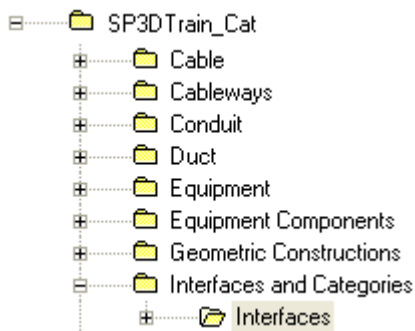 SP3DTrain_Cat
Cable
Cableways
Conduit
Duct
Equipment
Equipment Components
Geometric Constructions
Interfaces and Categories
Interfaces